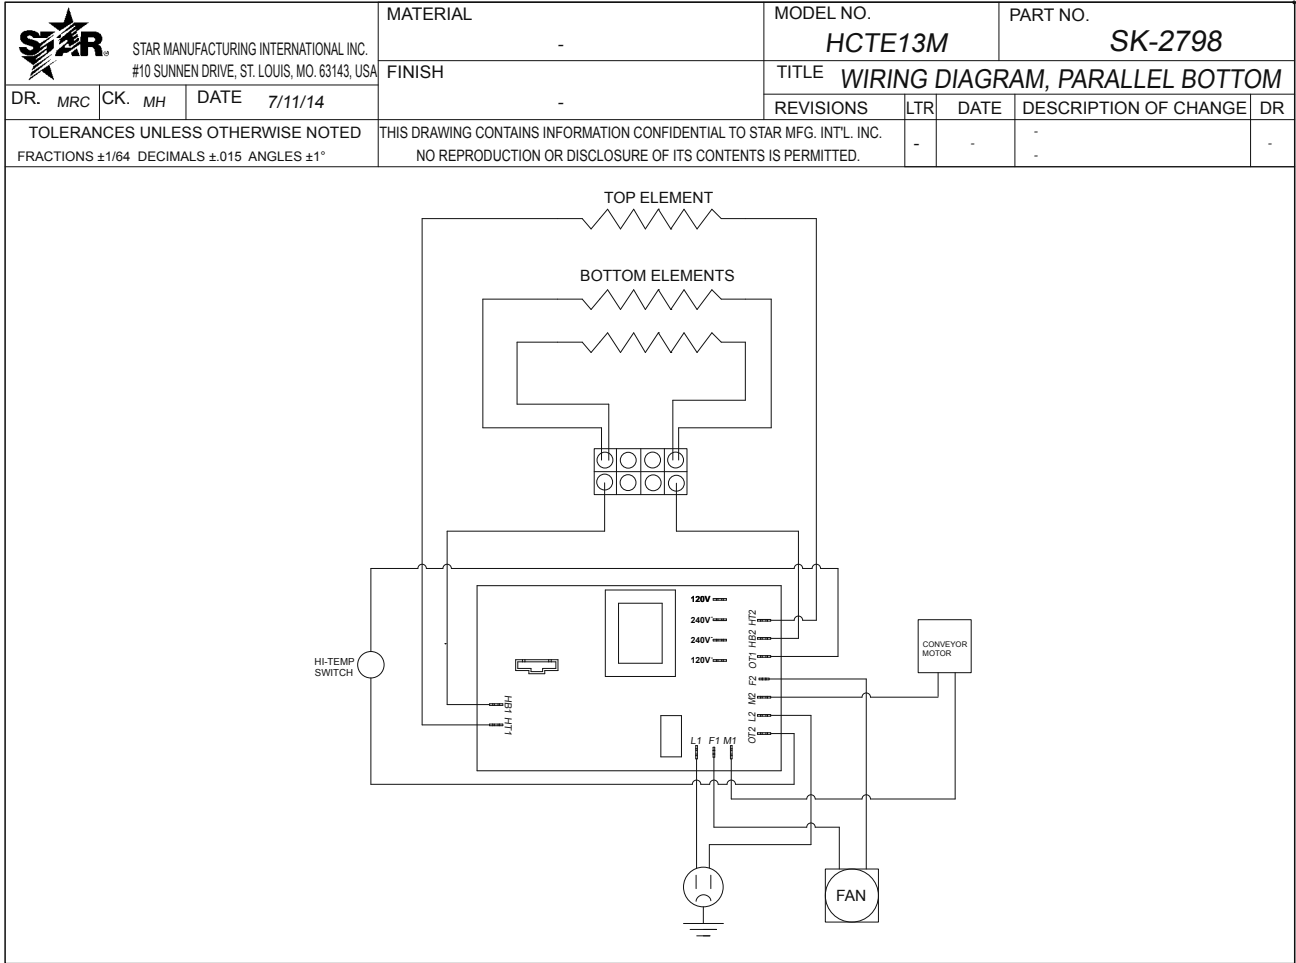 STAR®
STAR MANUFACTURING INTERNATIONAL INC.
#10 SUNNEN DRIVE, ST. LOUIS, MO. 63143, USA
DR. MRC CK. MH DATE 7/11/14
MATERIAL
-
FINISH
-
MODEL NO.
HCTE13M
PART NO.
SK-2798
TITLE WIRING DIAGRAM, PARALLEL BOTTOM
REVISIONS LTR DATE DESCRIPTION OF CHANGE DR
- - - -
-
TOLERANCES UNLESS OTHERWISE NOTED
FRACTIONS ±1/64 DECIMALS ±.015 ANGLES ±1°
THIS DRAWING CONTAINS INFORMATION CONFIDENTIAL TO STAR MFG. INT'L. INC.
NO REPRODUCTION OR DISCLOSURE OF ITS CONTENTS IS PERMITTED.
TOP ELEMENT
BOTTOM ELEMENTS
120V
240V
240V
120V
HT2
HB2
OT1
F2
M2
L2
OT2
HI-TEMP
SWITCH
CONVEYOR
MOTOR
HB1
HT1
L1 F1 M1
FAN